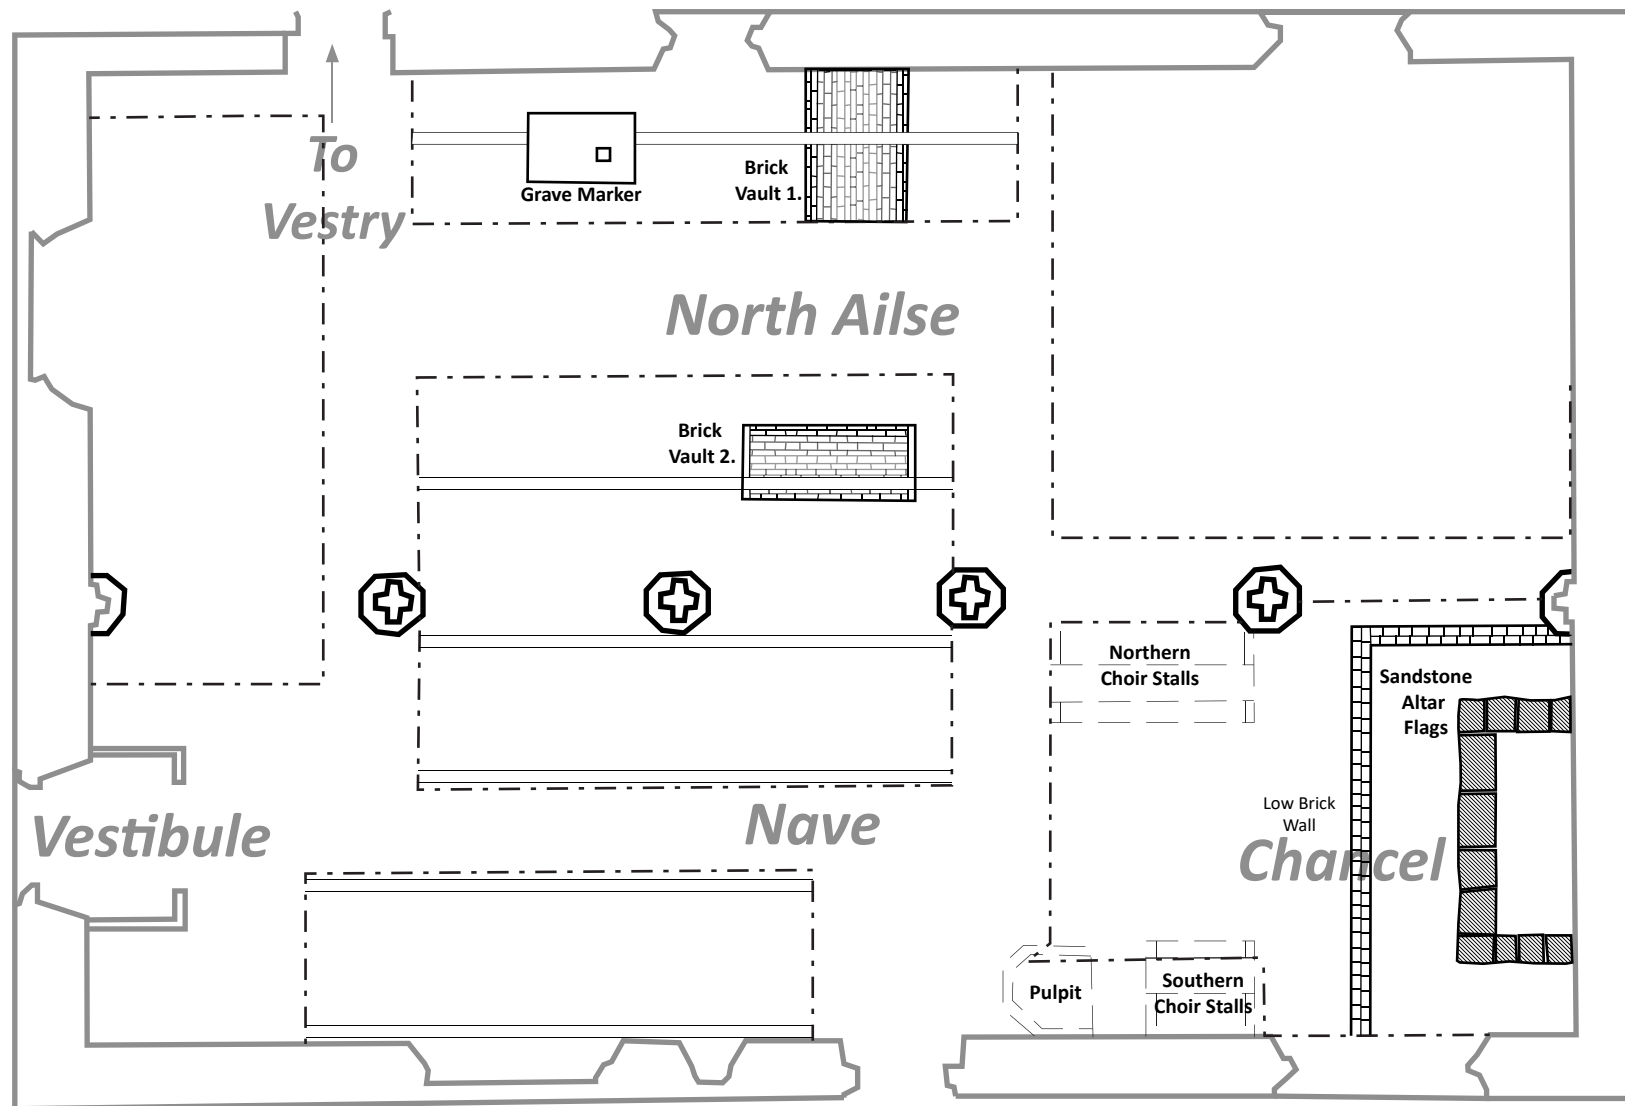 To
Vestry
Grave Marker
Brick
Vault 1.
North Ailse
Brick
Vault 2.
Northern
Choir Stalls
Sandstone
Altar
Flags
Low Brick
Wall
Vestibule
Nave
Chancel
Pulpit
Southern
Choir Stalls